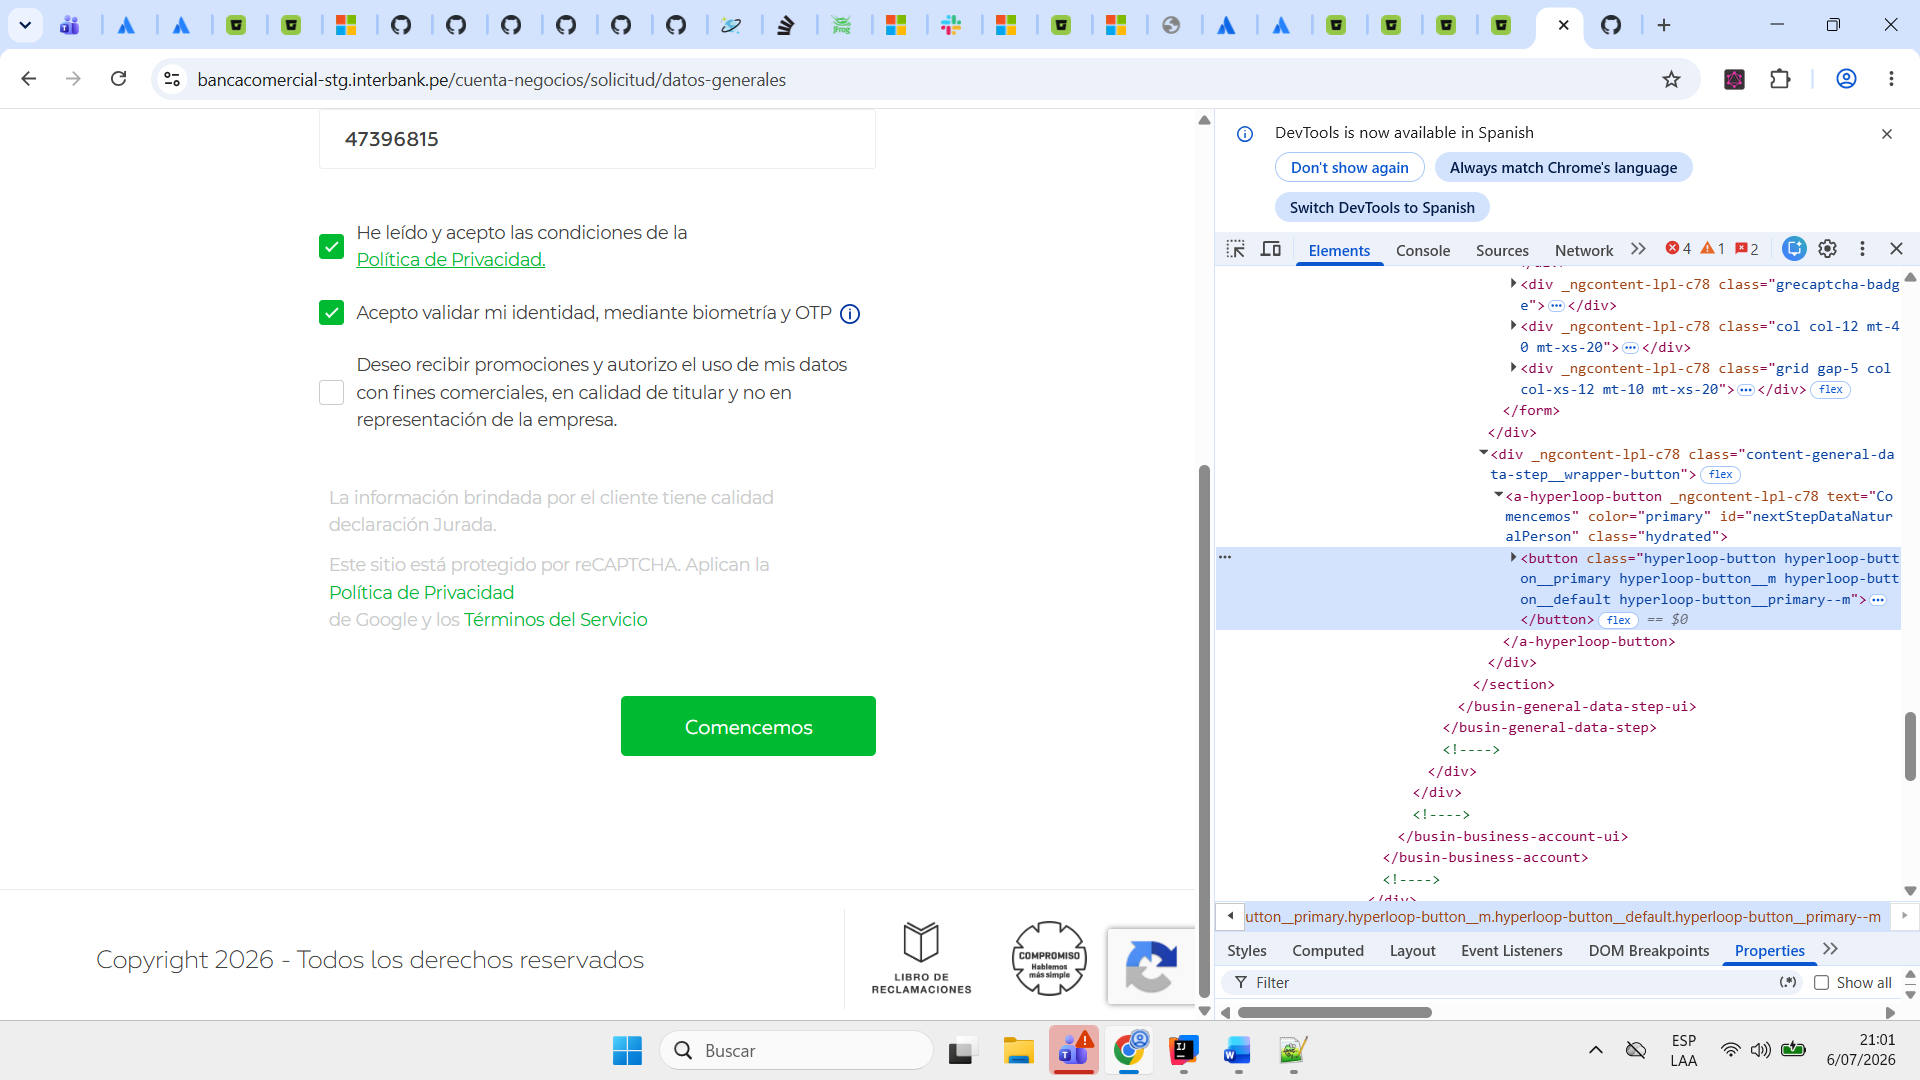 bancacomercial-stg.interbank.pe/cuenta-negocios/solicitud/datos-generales
47396815
He leído y acepto las condiciones de la
Política de Privacidad.
Acepto validar mi identidad, mediante biometría y OTP
Deseo recibir promociones y autorizo el uso de mis datos
con fines comerciales, en calidad de titular y no en
representación de la empresa.
La información brindada por el cliente tiene calidad
declaración Jurada.
Este sitio está protegido por reCAPTCHA. Aplican la
Política de Privacidad
de Google y los Términos del Servicio
Comencemos
Copyright 2026 - Todos los derechos reservados
LIBRO DE
RECLAMACIONES
COMPROMISO
Hablemos
más simple
DevTools is now available in Spanish
Don't show again
Always match Chrome's language
Switch DevTools to Spanish
Elements Console Sources Network 4 1 2
<div _ngcontent-lpl-c78 class="grecaptcha-badg
e"> </div>
<div _ngcontent-lpl-c78 class="col col-12 mt-4
0 mt-xs-20"> </div>
<div _ngcontent-lpl-c78 class="grid gap-5 col
col-xs-12 mt-10 mt-xs-20"> </div> flex
</form>
</div>
<div _ngcontent-lpl-c78 class="content-general-da
ta-step__wrapper-button"> flex
<a-hyperloop-button _ngcontent-lpl-c78 text="Co
mencemos" color="primary" id="nextStepDataNatur
alPerson" class="hydrated">
<button class="hyperloop-button hyperloop-butt
on__primary hyperloop-button__m hyperloop-butt
on__default hyperloop-button__primary--m">
</button> flex == $0
</a-hyperloop-button>
</div>
</section>
</busin-general-data-step-ui>
</busin-general-data-step>
<!---->
</div>
</div>
<!---->
</busin-business-account-ui>
</busin-business-account>
<!---->
</div>
utton__primary.hyperloop-button__m.hyperloop-button__default.hyperloop-button__primary--m
Styles Computed Layout Event Listeners DOM Breakpoints Properties
Filter (.*) Show all
Buscar
ESP
LAA
21:01
6/07/2026